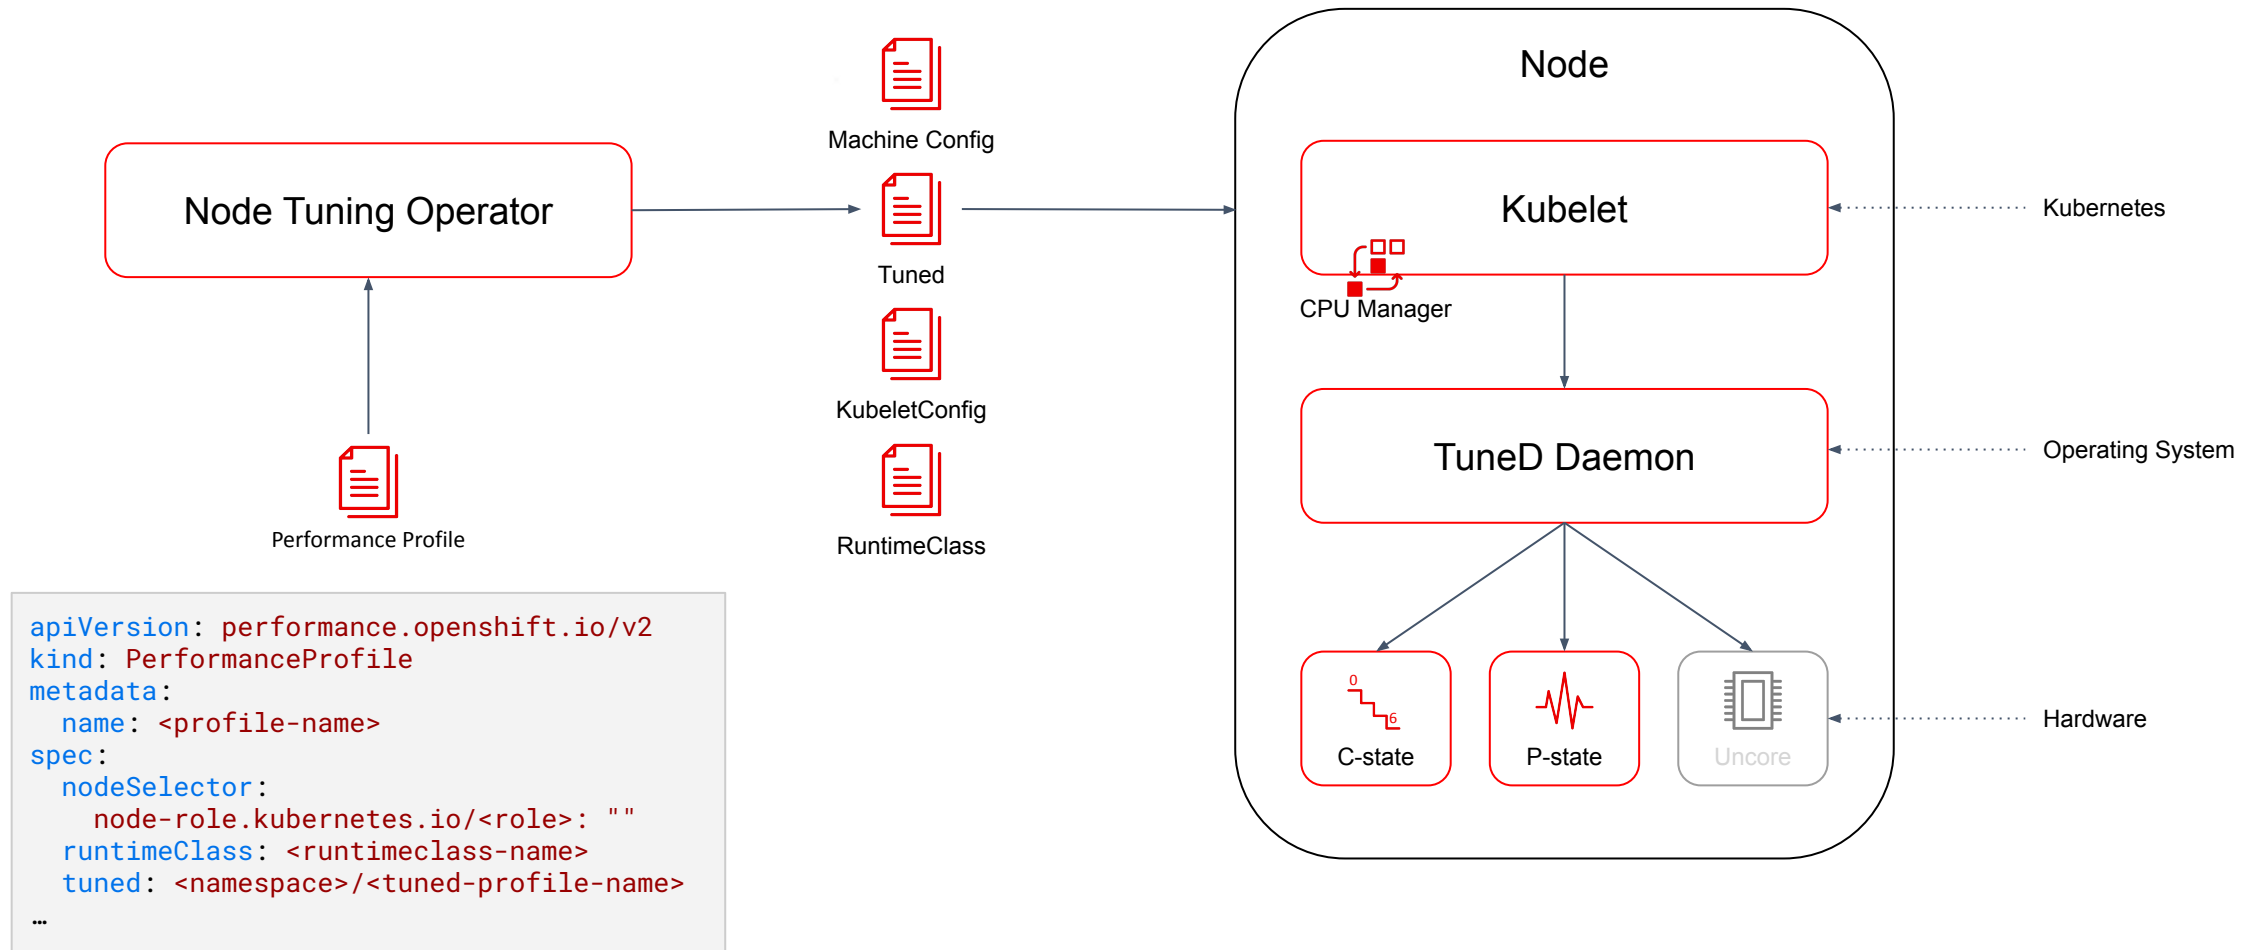 Node Tuning Operator
Performance Profile
apiVersion: performance.openshift.io/v2
kind: PerformanceProfile
metadata:
  name: <profile-name>
spec:
  nodeSelector:
    node-role.kubernetes.io/<role>: ""
  runtimeClass: <runtimeclass-name>
  tuned: <namespace>/<tuned-profile-name>
…
Machine Config
Tuned
KubeletConfig
RuntimeClass
Node
Kubelet
CPU Manager
TuneD Daemon
0
6
C-state
P-state
Uncore
Kubernetes
Operating System
Hardware